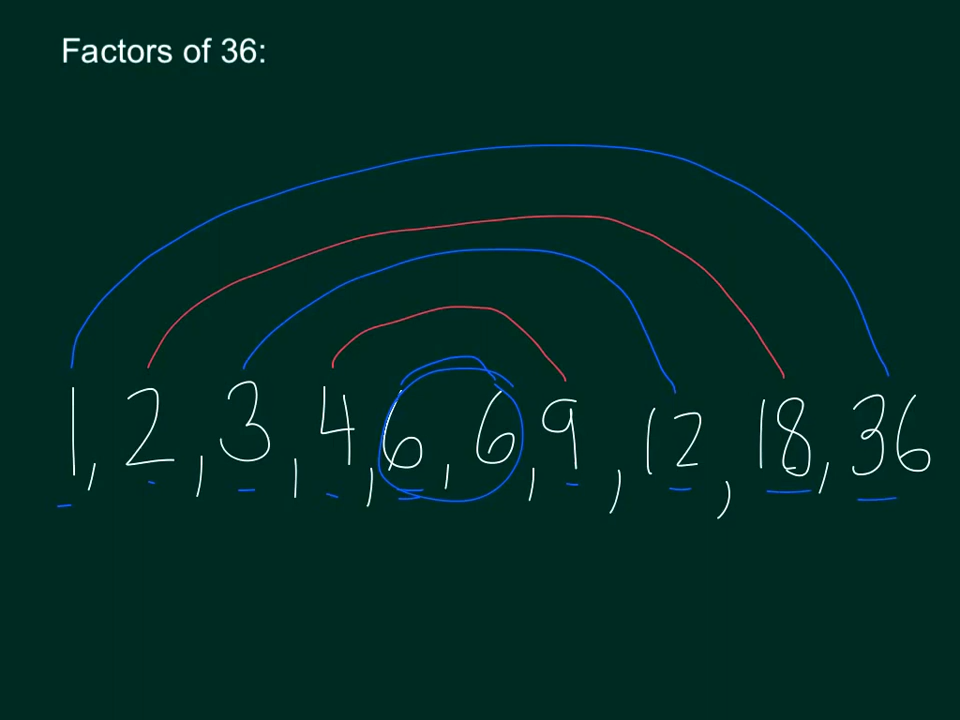 Factors of 36:
1, 2, 3, 4, 6, 6, 9, 12, 18, 36